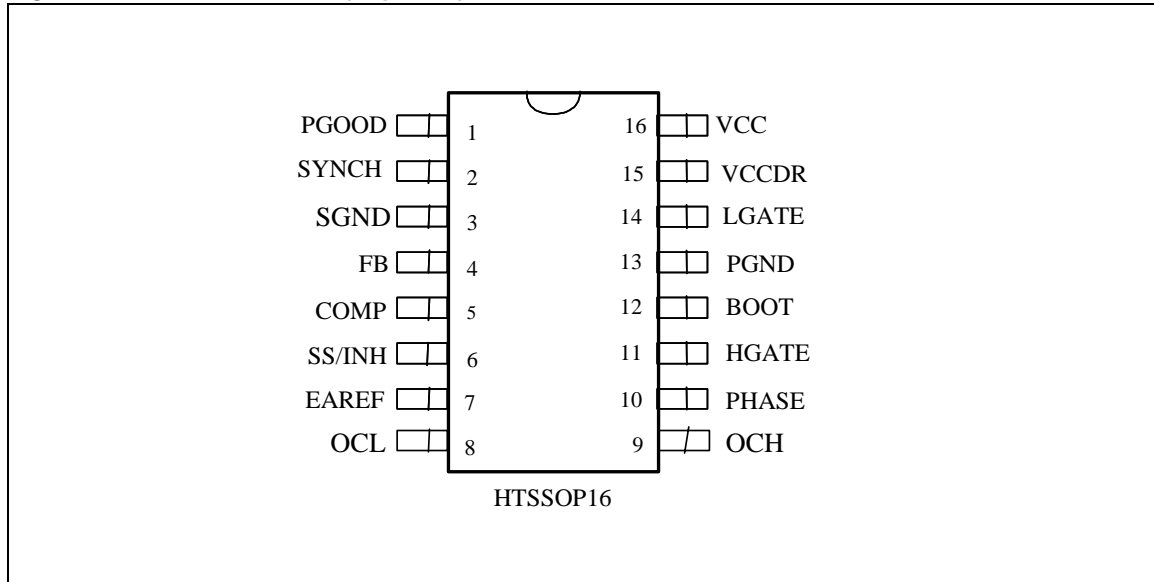 PGOOD 1 16 VCC
SYNCH 2 15 VCCDR
SGND 3 14 LGATE
FB 4 13 PGND
COMP 5 12 BOOT
SS/INH 6 11 HGATE
EAREF 7 10 PHASE
OCL 8 9 OCH
HTSSOP16